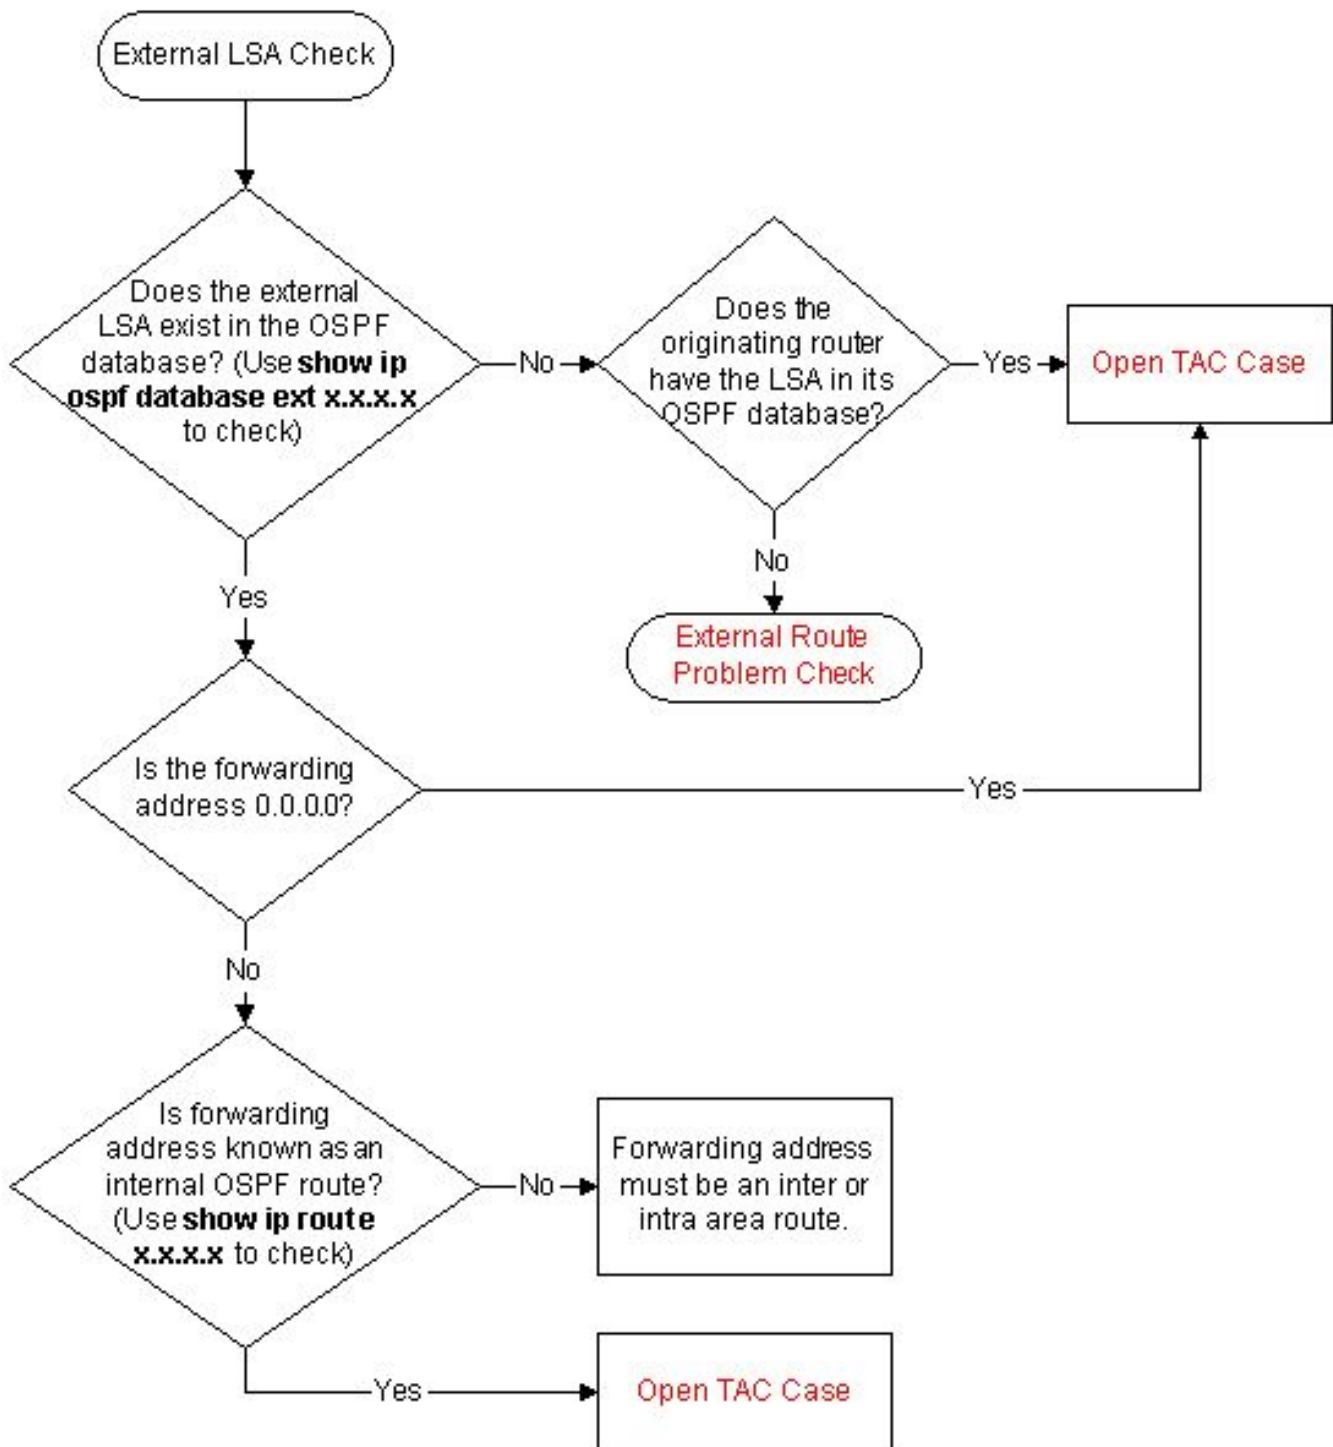 External LSA Check
Does the external
LSA exist in the OSPF
database? (Use show ip
ospf database ext x.x.x.x
to check)
No
Does the
originating router
have the LSA in its
OSPF database?
Yes
Open TAC Case
No
External Route
Problem Check
Yes
Is the forwarding
address 0.0.0.0?
Yes
No
Is forwarding
address known as an
internal OSPF route?
(Use show ip route
x.x.x.x to check)
No
Forwarding address
must be an inter or
intra area route.
Yes
Open TAC Case